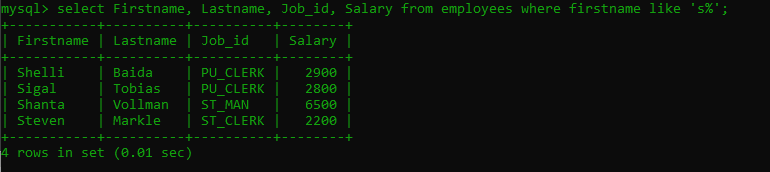 mysql> select Firstname, Lastname, Job_id, Salary from employees where firstname like 's%';
+-----------+----------+----------+--------+
| Firstname | Lastname | Job_id   | Salary |
+-----------+----------+----------+--------+
| Shelli    | Baida    | PU_CLERK |   2900 |
| Sigal     | Tobias   | PU_CLERK |   2800 |
| Shanta    | Vollman  | ST_MAN   |   6500 |
| Steven    | Markle   | ST_CLERK |   2200 |
+-----------+----------+----------+--------+
4 rows in set (0.01 sec)